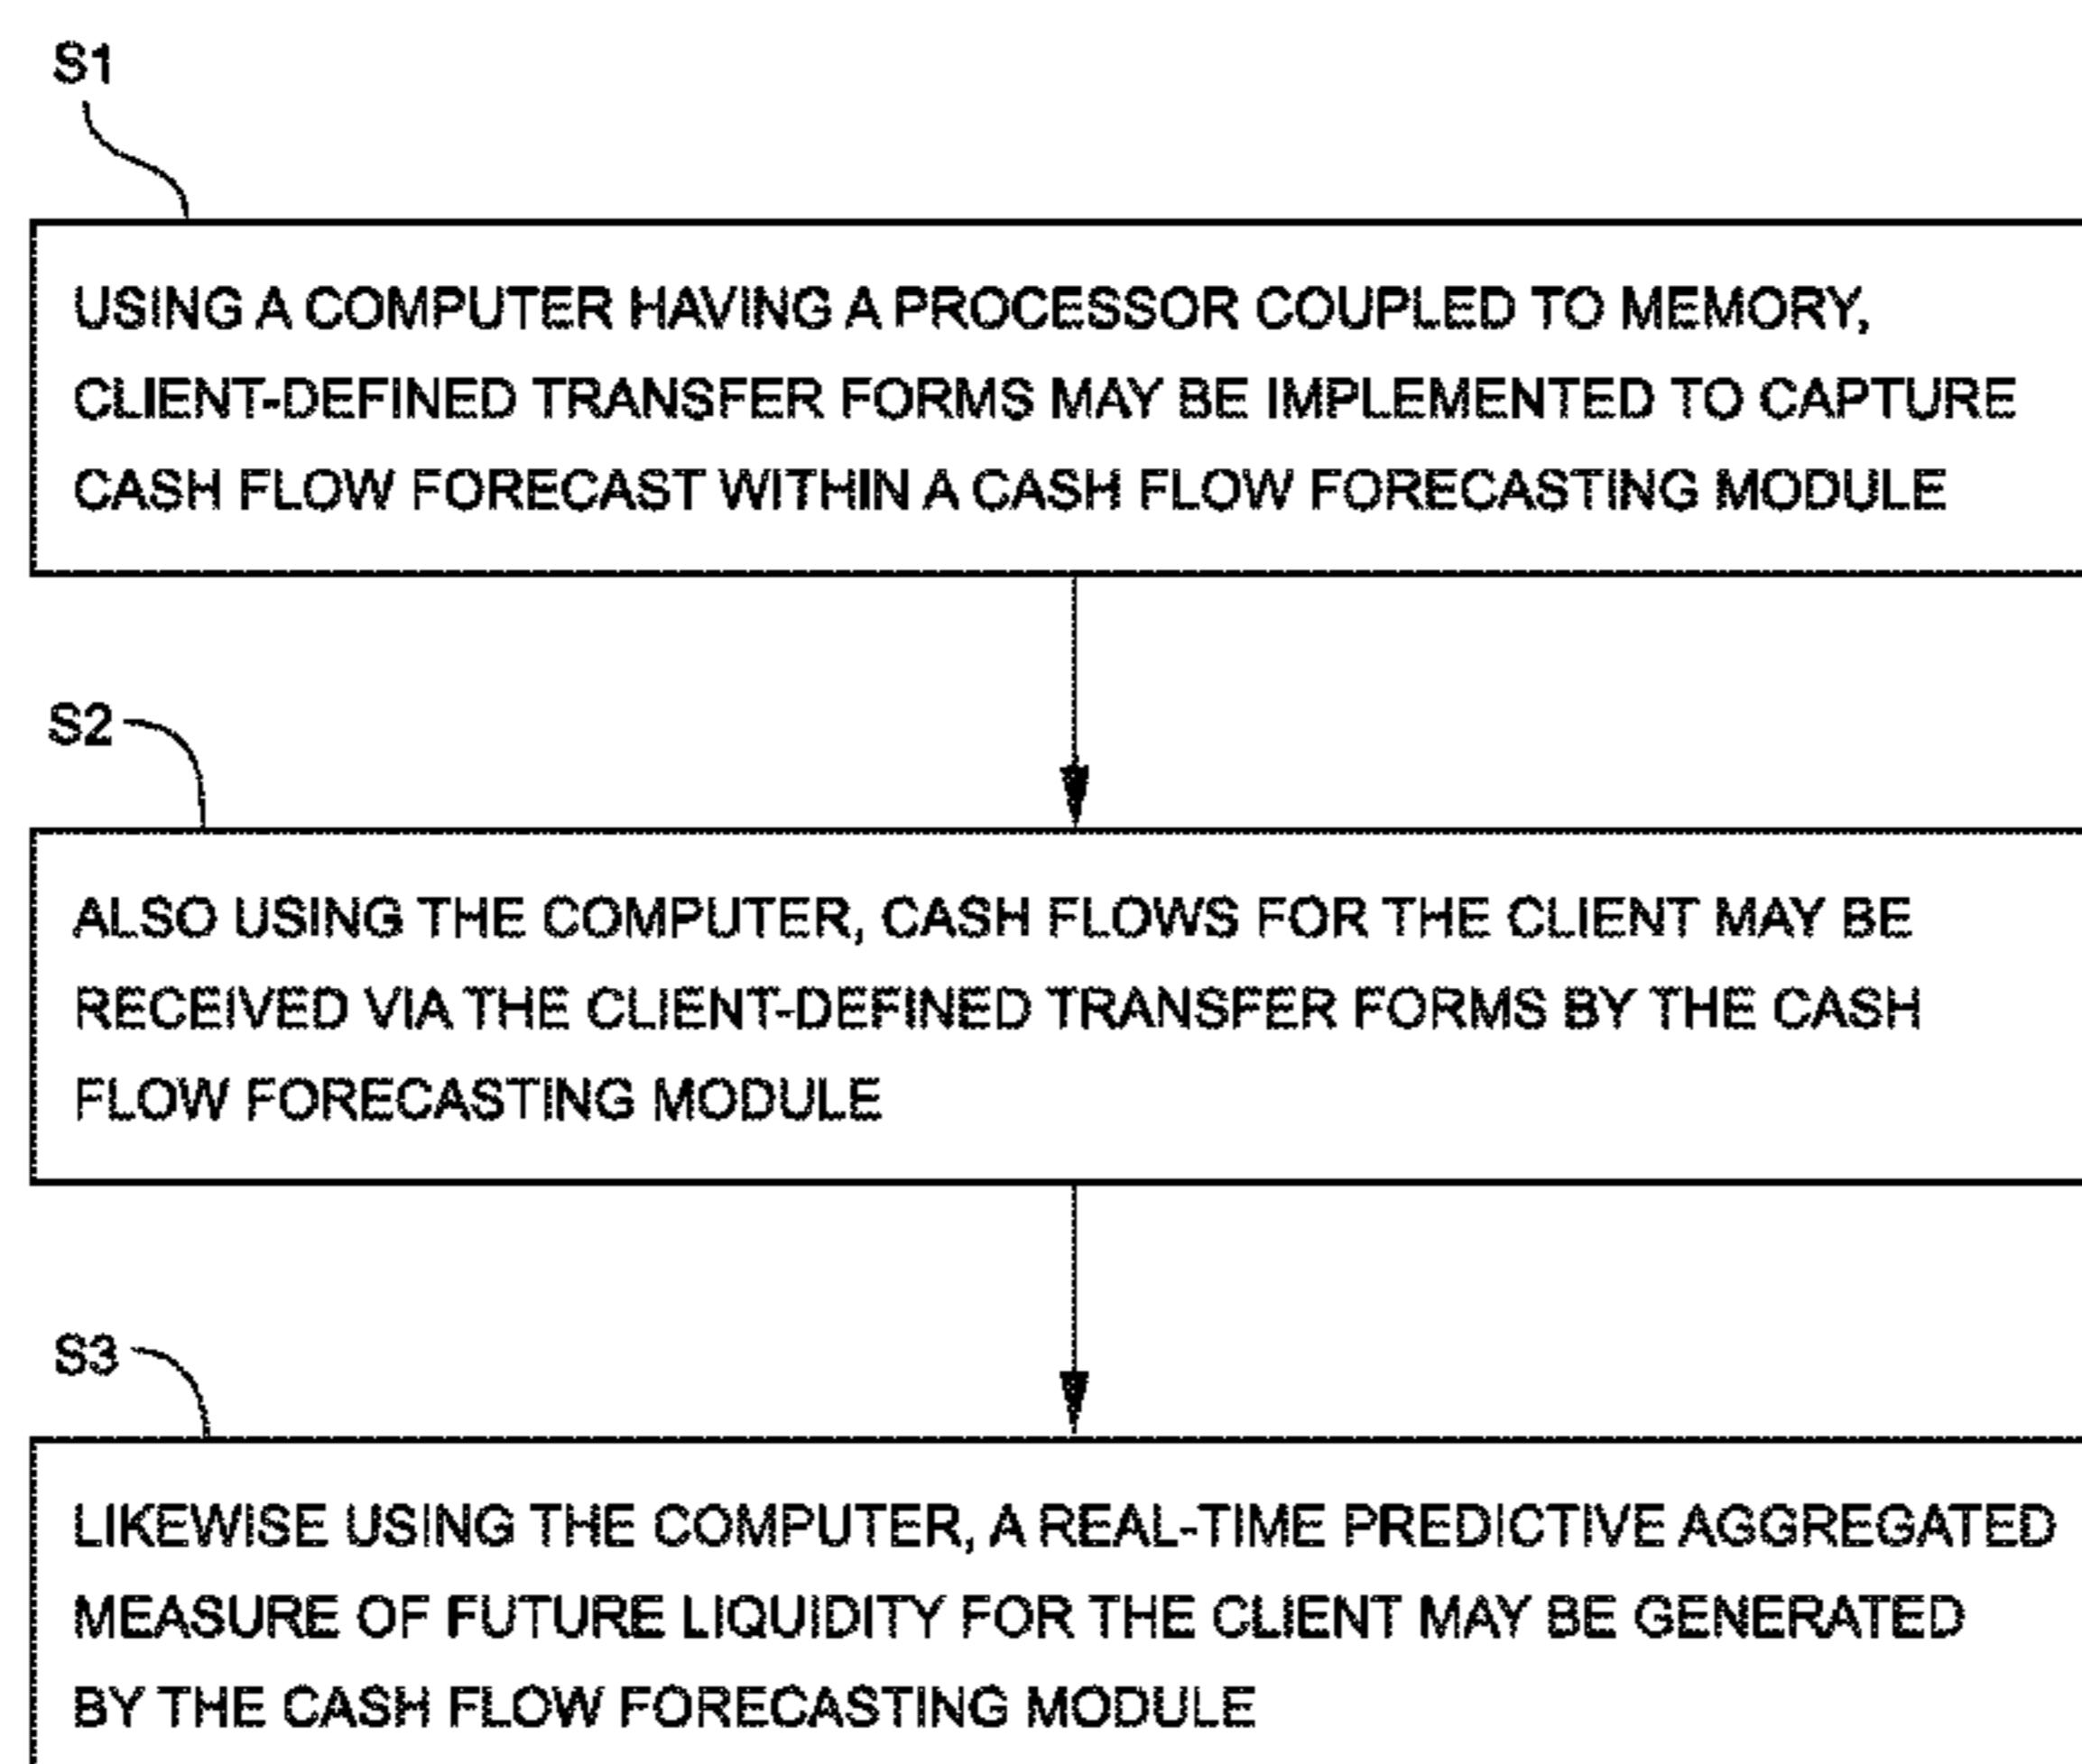 S1
USING A COMPUTER HAVING A PROCESSOR COUPLED TO MEMORY,
CLIENT-DEFINED TRANSFER FORMS MAY BE IMPLEMENTED TO CAPTURE
CASH FLOW FORECAST WITHIN A CASH FLOW FORECASTING MODULE
S2
ALSO USING THE COMPUTER, CASH FLOWS FOR THE CLIENT MAY BE
RECEIVED VIA THE CLIENT-DEFINED TRANSFER FORMS BY THE CASH
FLOW FORECASTING MODULE
S3
LIKEWISE USING THE COMPUTER, A REAL-TIME PREDICTIVE AGGREGATED
MEASURE OF FUTURE LIQUIDITY FOR THE CLIENT MAY BE GENERATED
BY THE CASH FLOW FORECASTING MODULE